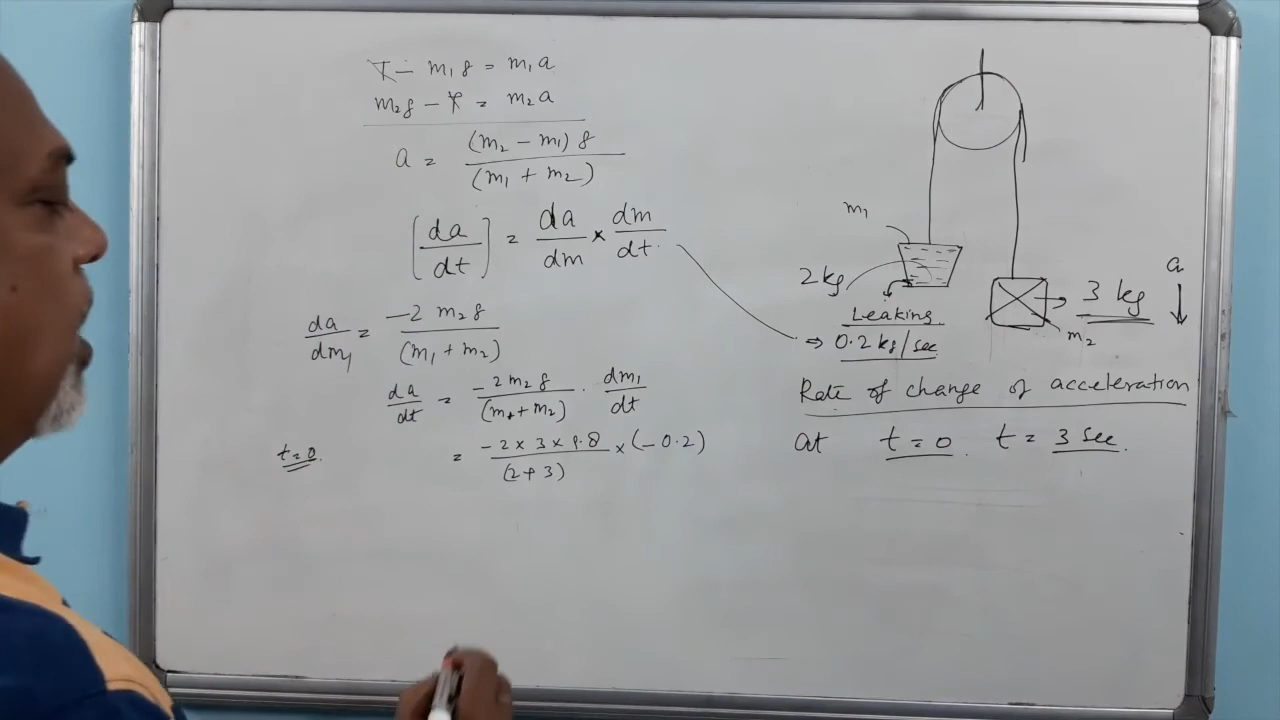 T - m₁g = m₁a
m₂g - T = m₂a
a = (m₂ - m₁) g / (m₁ + m₂)
[da/dt] = da/dm × dm/dt.
da/dm₁ = -2 m₂g / (m₁ + m₂)
da/dt = -2 m₂g / (m₁ + m₂) . dm₁/dt
t=0 = -2 × 3 × 9.8 / (2+3) × (-0.2)
m₁
2 kg
Leaking
⇒ 0.2 kg/sec
3 kg
m₂
a
Rate of change of acceleration
at t=0. t= 3 sec.